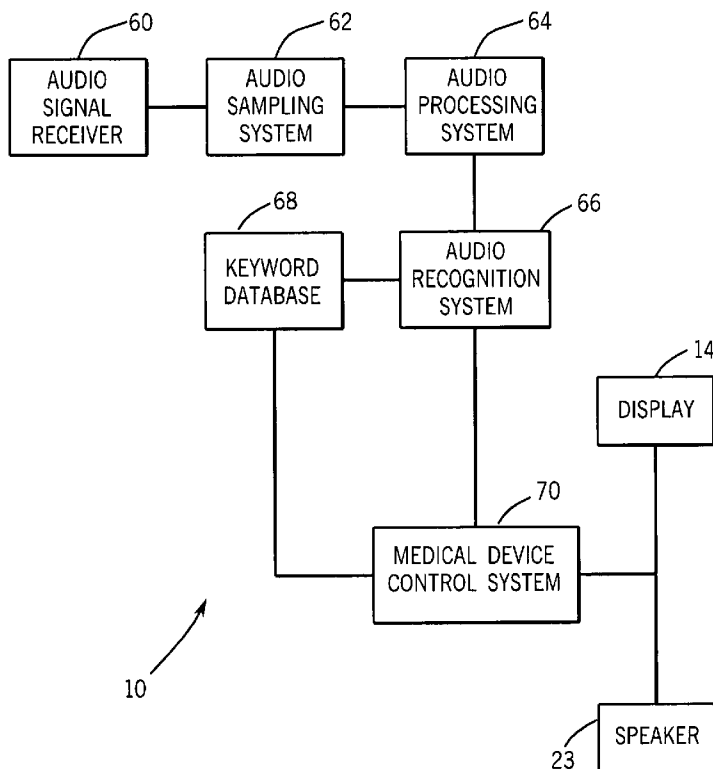 60
62
64
AUDIO
SIGNAL
RECEIVER
AUDIO
SAMPLING
SYSTEM
AUDIO
PROCESSING
SYSTEM
68
66
KEYWORD
DATABASE
AUDIO
RECOGNITION
SYSTEM
14
DISPLAY
70
MEDICAL DEVICE
CONTROL SYSTEM
10
SPEAKER
23